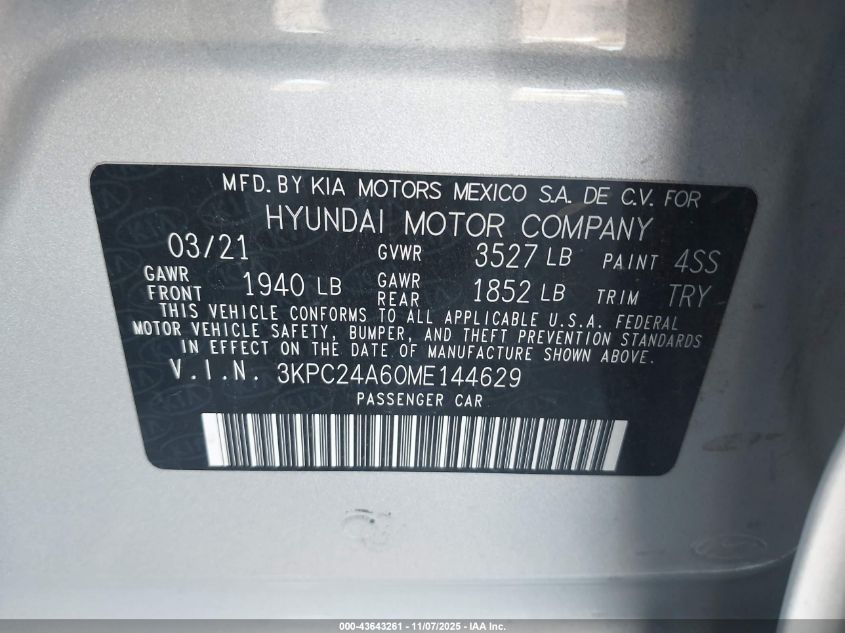 MFD. BY KIA MOTORS MEXICO S.A. DE C.V. FOR
HYUNDAI MOTOR COMPANY
03/21 GVWR 3527 LB PAINT 4SS
GAWR FRONT 1940 LB GAWR REAR 1852 LB TRIM TRY
THIS VEHICLE CONFORMS TO ALL APPLICABLE U.S.A. FEDERAL
MOTOR VEHICLE SAFETY, BUMPER, AND THEFT PREVENTION STANDARDS
IN EFFECT ON THE DATE OF MANUFACTURE SHOWN ABOVE.
V.I.N. 3KPC24A60ME144629
PASSENGER CAR
000-43643261 - 11/07/2025 - IAA Inc.